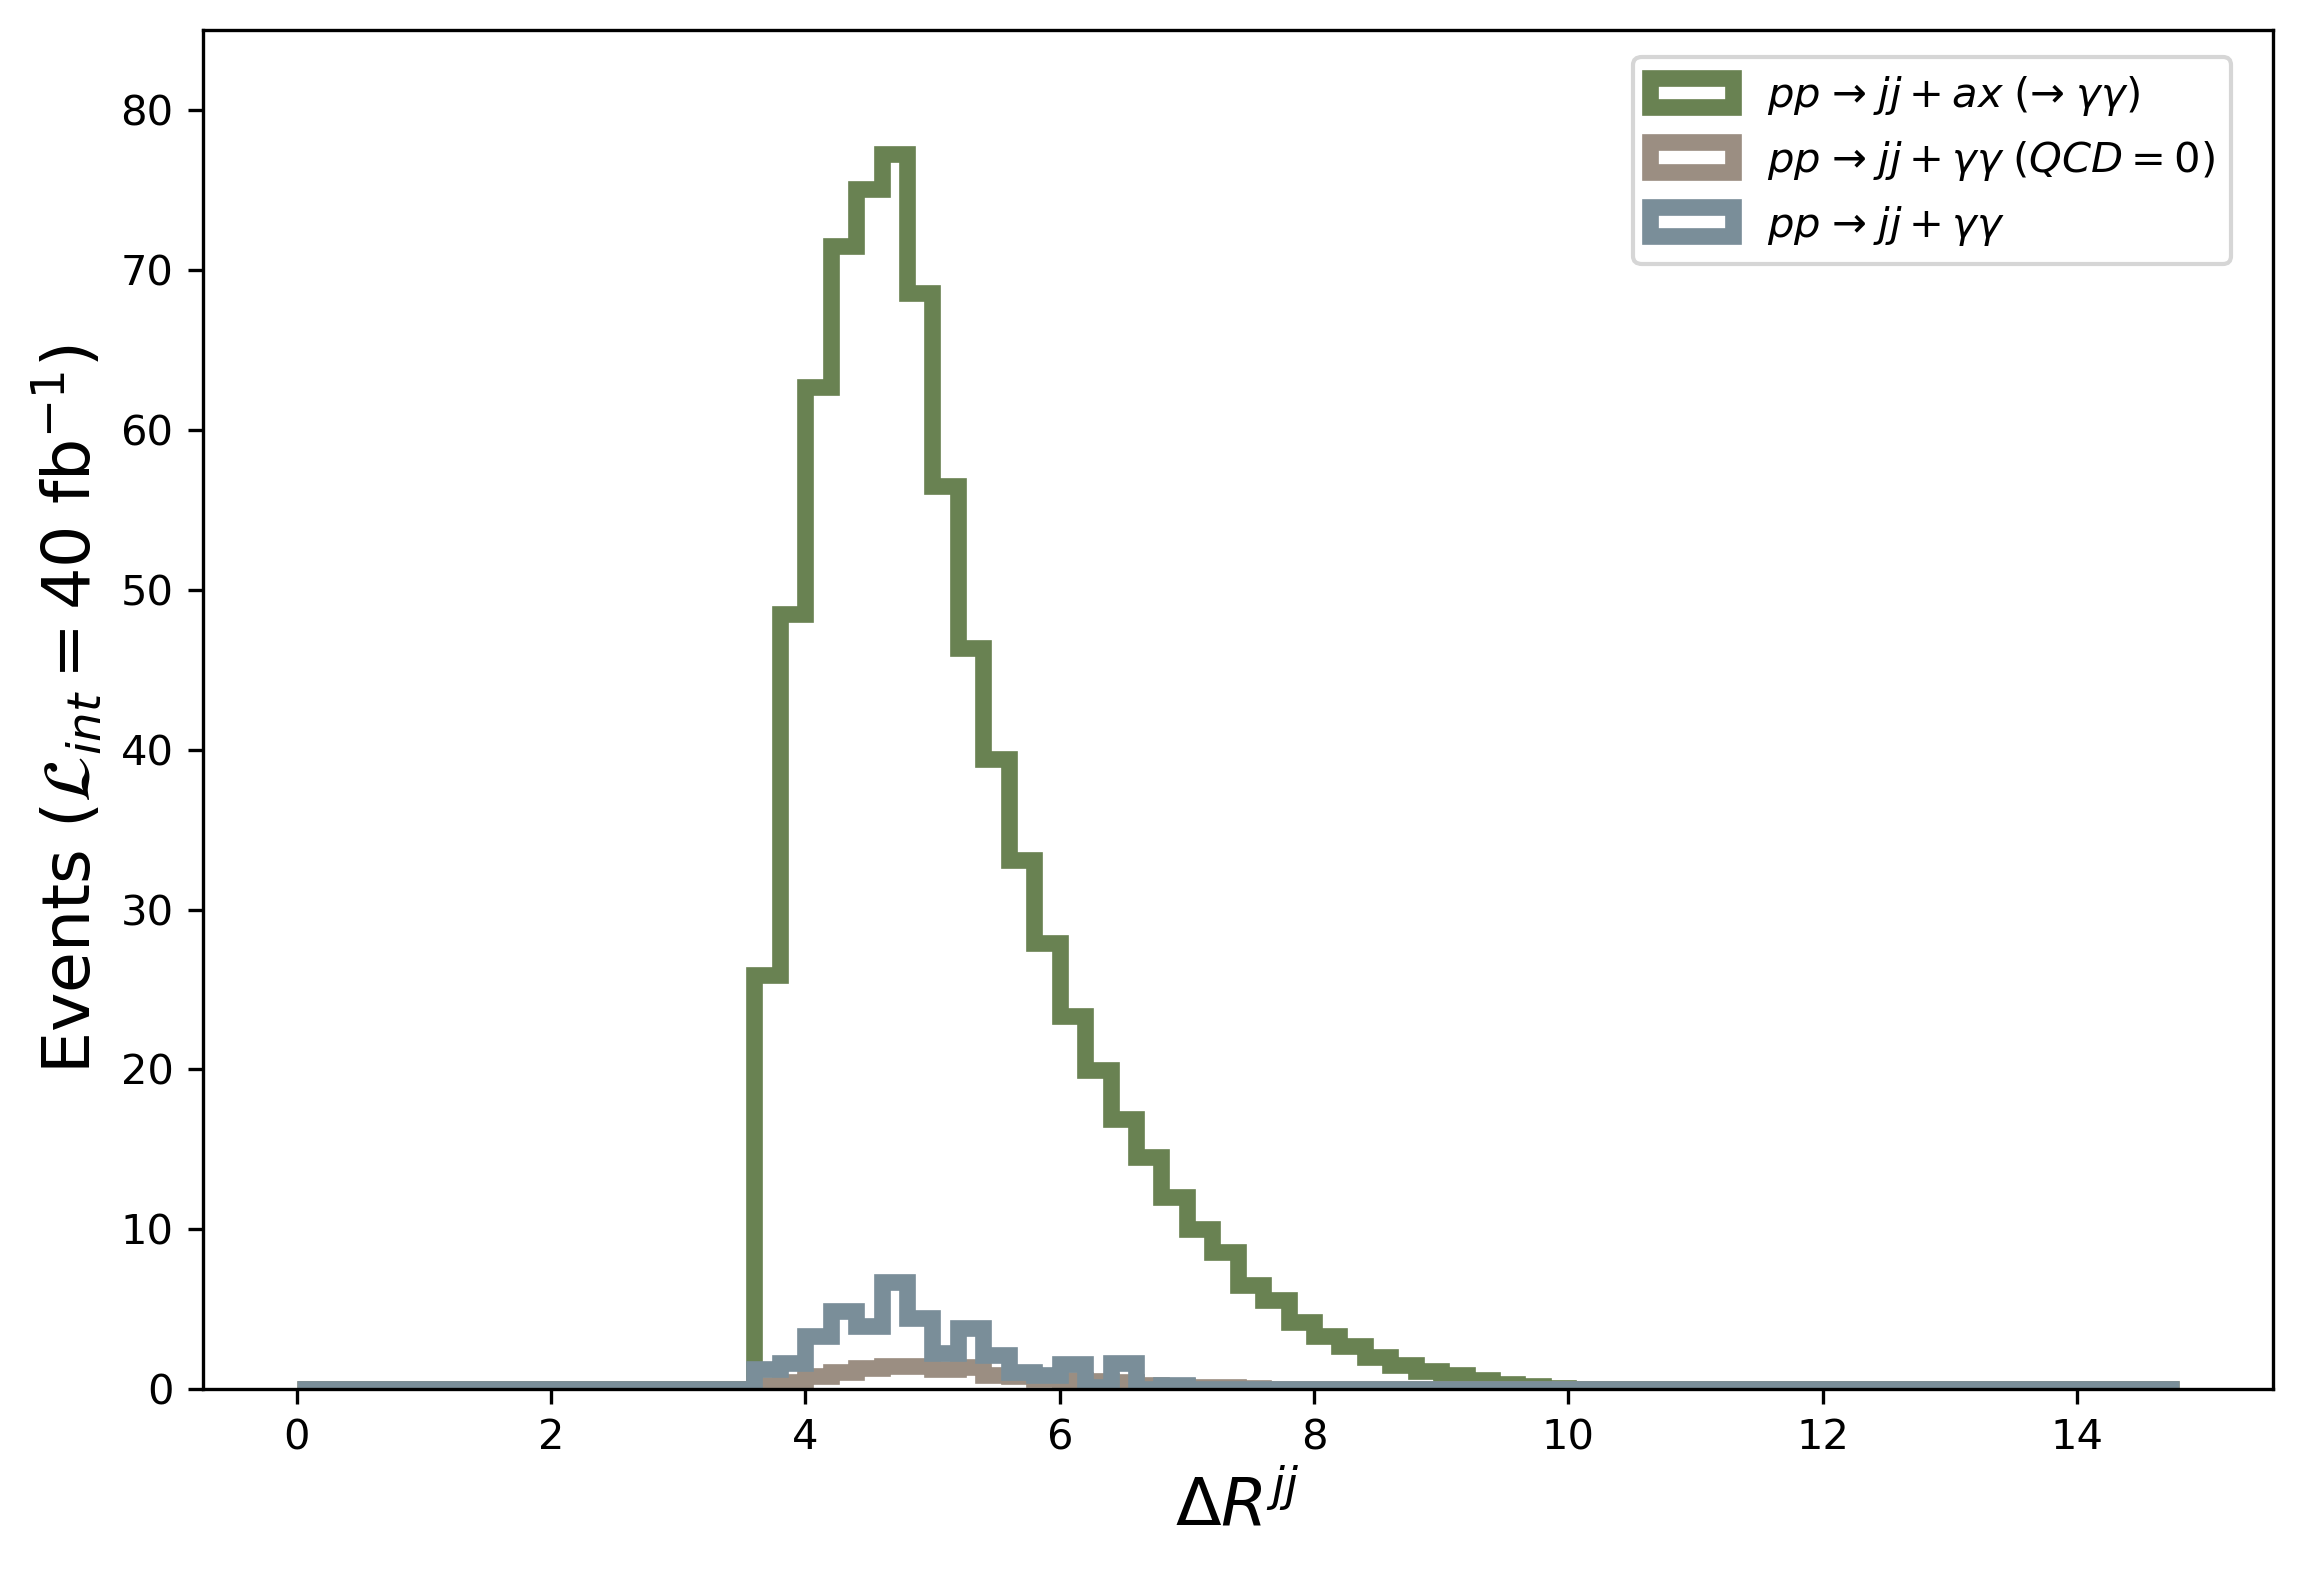 pp → jj + ax (→ γγ)
pp → jj + γγ (QCD = 0)
pp → jj + γγ
Events (ℒ_int = 40 fb⁻¹)
80
70
60
50
40
30
20
10
0
0 2 4 6 8 10 12 14
ΔR^jj